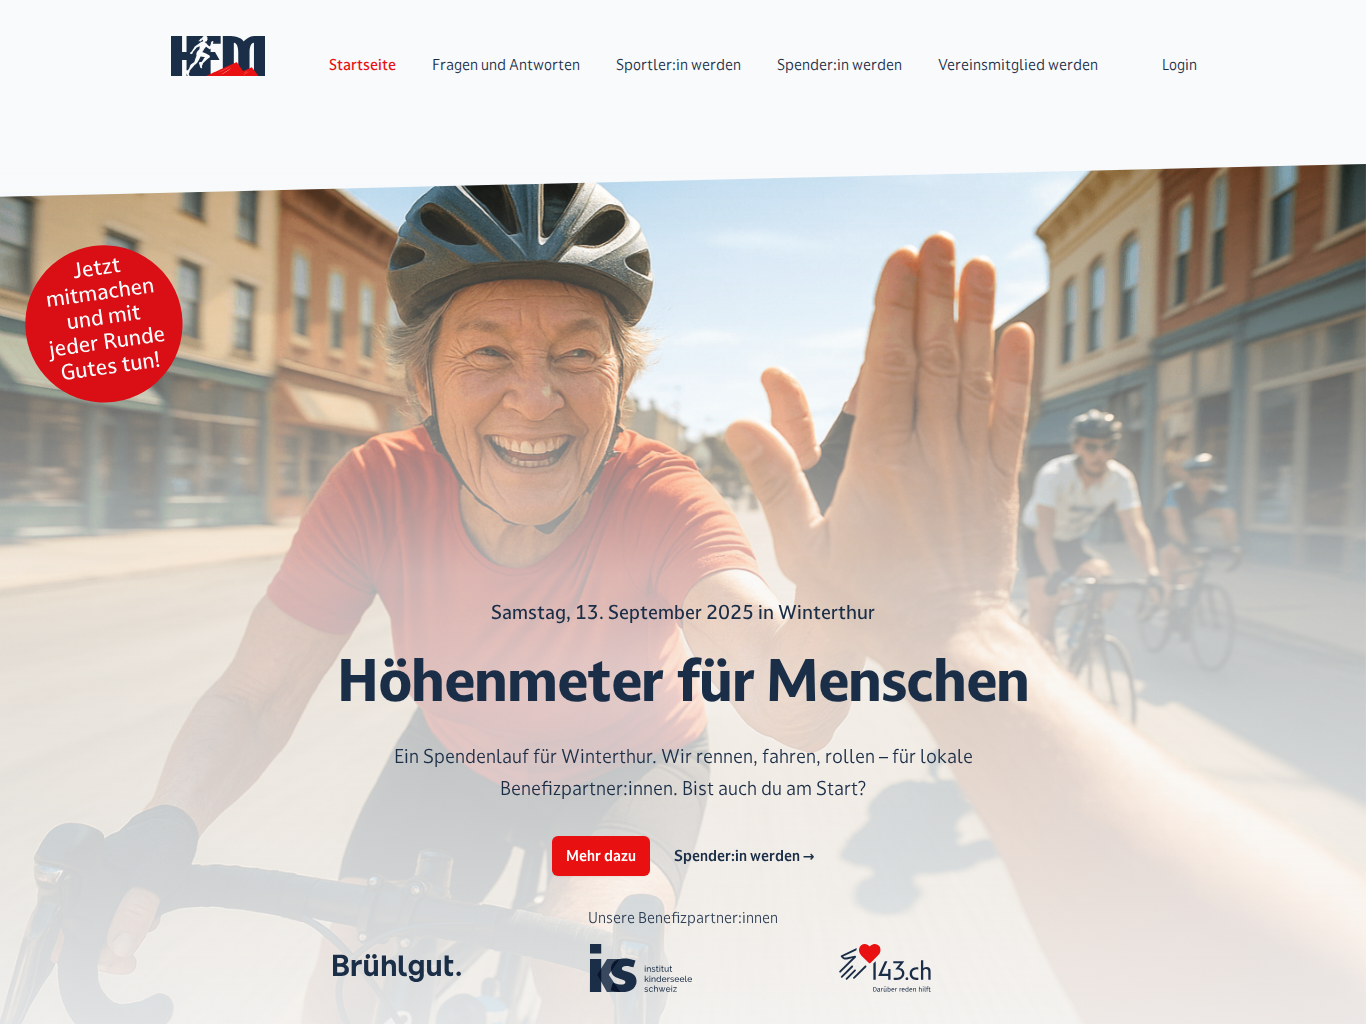 HFM
Startseite
Fragen und Antworten
Sportler:in werden
Spender:in werden
Vereinsmitglied werden
Login
Jetzt
mitmachen
und mit
jeder Runde
Gutes tun!
Samstag, 13. September 2025 in Winterthur
Höhenmeter für Menschen
Ein Spendenlauf für Winterthur. Wir rennen, fahren, rollen – für lokale
Benefizpartner:innen. Bist auch du am Start?
Mehr dazu
Spender:in werden →
Unsere Benefizpartner:innen
Brühlgut.
iks
institut
kinderseele
schweiz
143.ch
Darüber reden hilft